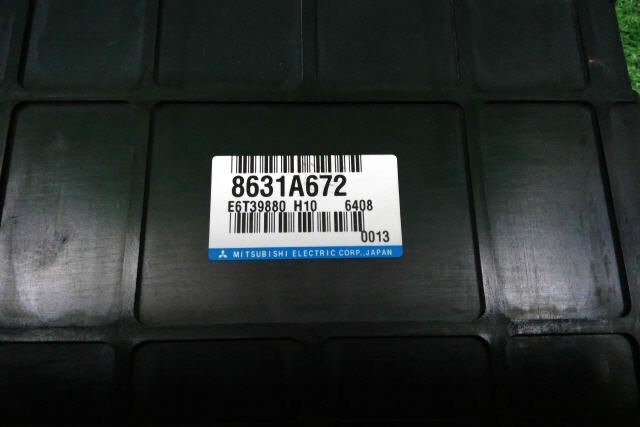 8631A672
E6T39880 H10 6408
0013
MITSUBISHI ELECTRIC CORP.,JAPAN